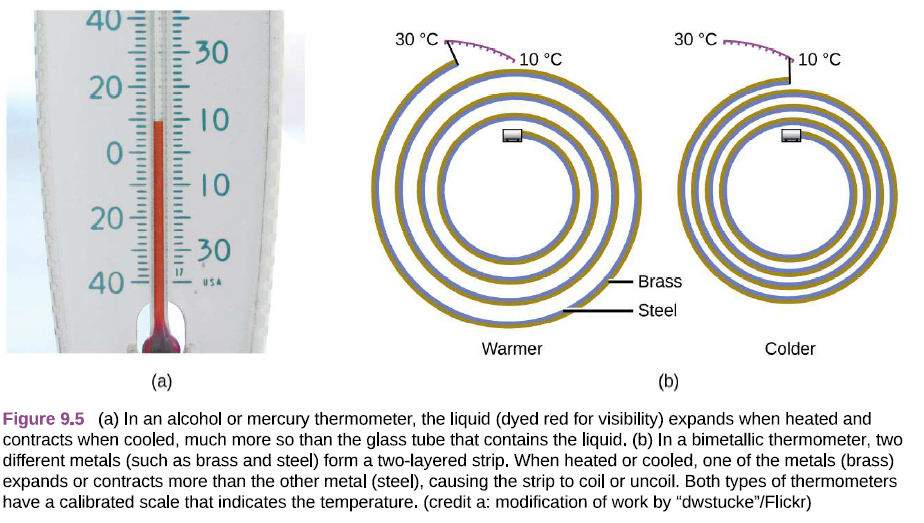 40
30
20
10
0
10
20
30
40
17
USA
(a)
30 °C
10 °C
30 °C
10 °C
Brass
Steel
Warmer
Colder
(b)
Figure 9.5 (a) In an alcohol or mercury thermometer, the liquid (dyed red for visibility) expands when heated and
contracts when cooled, much more so than the glass tube that contains the liquid. (b) In a bimetallic thermometer, two
different metals (such as brass and steel) form a two-layered strip. When heated or cooled, one of the metals (brass)
expands or contracts more than the other metal (steel), causing the strip to coil or uncoil. Both types of thermometers
have a calibrated scale that indicates the temperature. (credit a: modification of work by “dwstucke”/Flickr)